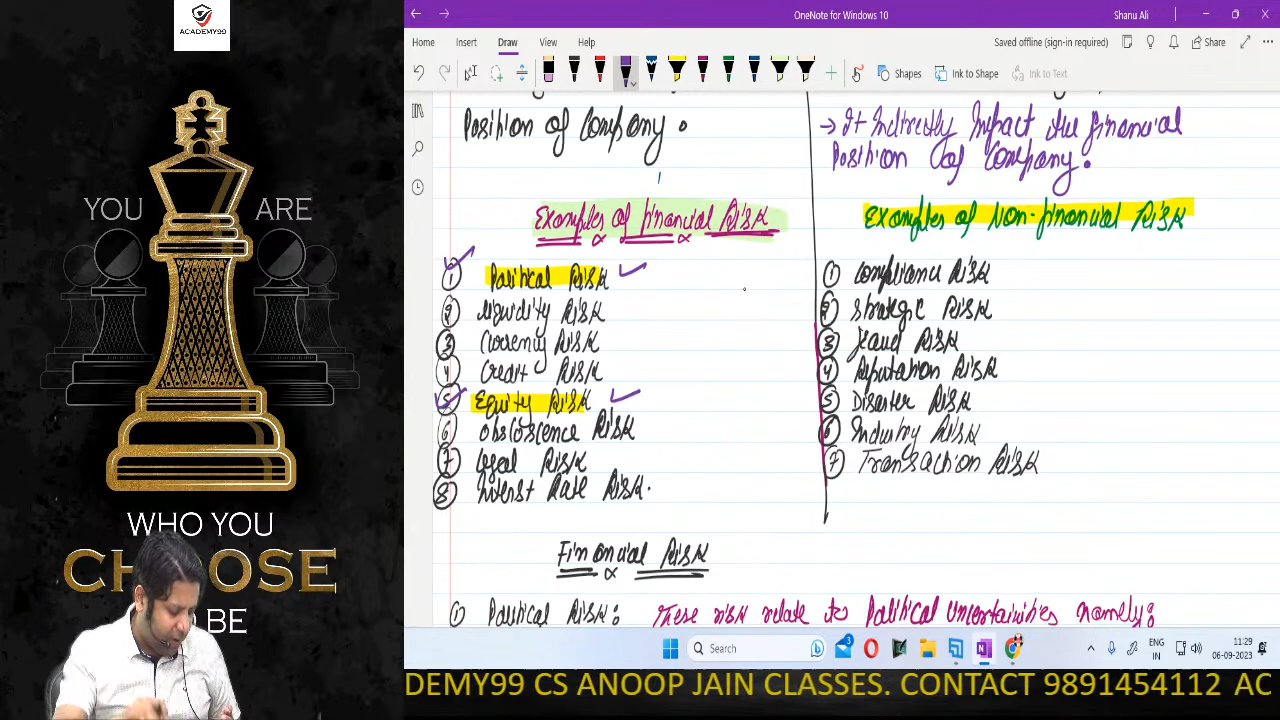 ACADEMY99
YOU ARE
WHO YOU
CHOOSE
O BE
OneNote for Windows 10
Shanu Ali
Home Insert Draw View Help
Saved offline (sign-in required)
Share
Shapes
Ink to Shape
Ink to Text
Position of Company.
→ It Indirectly Impact the financial
Position of Company.
Examples of Financial Risk
① Political Risk
② Liquidity Risk
③ Currency Risk
④ Credit Risk
⑤ Equity Risk
⑥ Obsolscence Risk
⑦ Legal Risk
⑧ Interst Rate Risk.
Examples of Non-financial Risk
① Compliance Risk
② Strategic Risk
③ Fraud Risk
④ Reputation Risk
⑤ Disaster Risk
⑥ Industry Risk
⑦ Transaction Risk
Financial Risk
① Political Risk: These risk relate to Political Uncertainities namely:
Search
3
ENG
IN
11:29
06-09-2023
DEMY99 CS ANOOP JAIN CLASSES. CONTACT 9891454112 AC